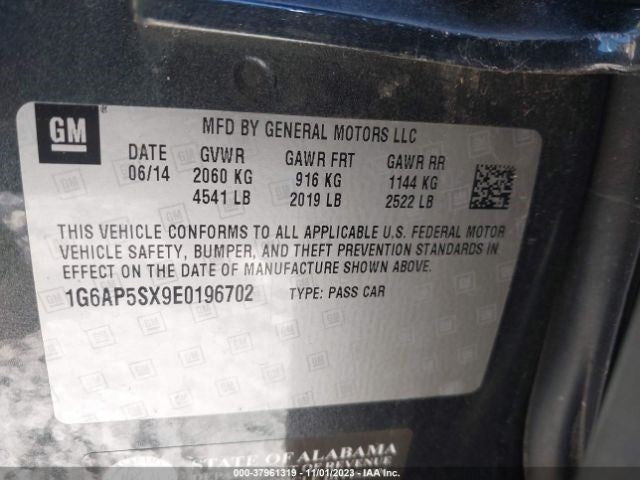 GM
®
MFD BY GENERAL MOTORS LLC
DATE GVWR GAWR FRT GAWR RR
06/14 2060 KG 916 KG 1144 KG
4541 LB 2019 LB 2522 LB
THIS VEHICLE CONFORMS TO ALL APPLICABLE U.S. FEDERAL MOTOR
VEHICLE SAFETY, BUMPER, AND THEFT PREVENTION STANDARDS IN
EFFECT ON THE DATE OF MANUFACTURE SHOWN ABOVE.
1G6AP5SX9E0196702 TYPE: PASS CAR
STATE OF ALABAMA
OF REVENUE
000-37961319 - 11/01/2023 - IAA Inc.